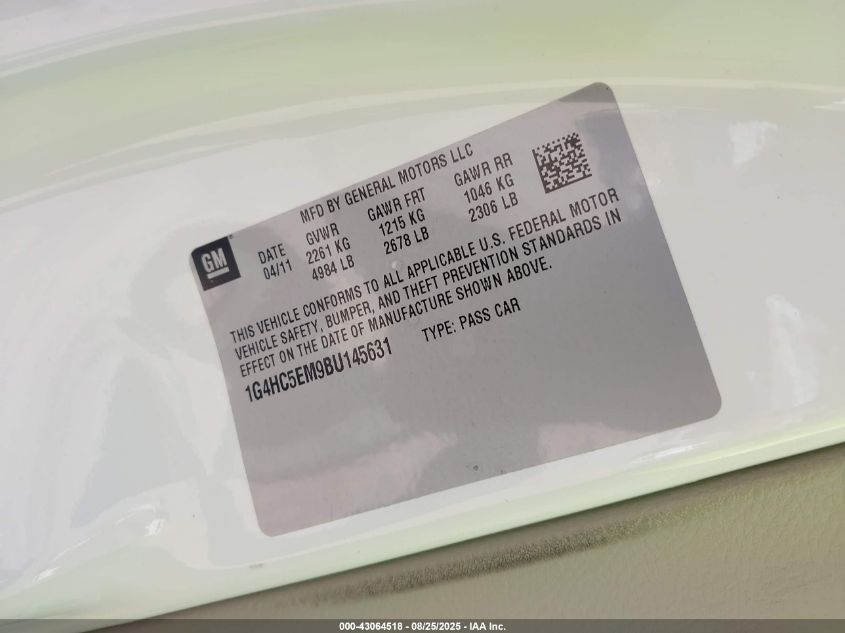 MFD BY GENERAL MOTORS LLC
GM®
DATE GVWR GAWR FRT GAWR RR
04/11 2261 KG 1215 KG 1046 KG
4984 LB 2678 LB 2306 LB
THIS VEHICLE CONFORMS TO ALL APPLICABLE U.S. FEDERAL MOTOR
VEHICLE SAFETY, BUMPER, AND THEFT PREVENTION STANDARDS IN
EFFECT ON THE DATE OF MANUFACTURE SHOWN ABOVE.
1G4HC5EM9BU145631 TYPE: PASS CAR
000-43064518 - 08/25/2025 - IAA Inc.